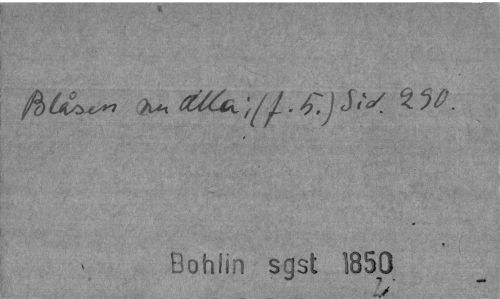 Blåsen nu alla; (f. 5.) Sid. 290.
Bohlin sgst 1850